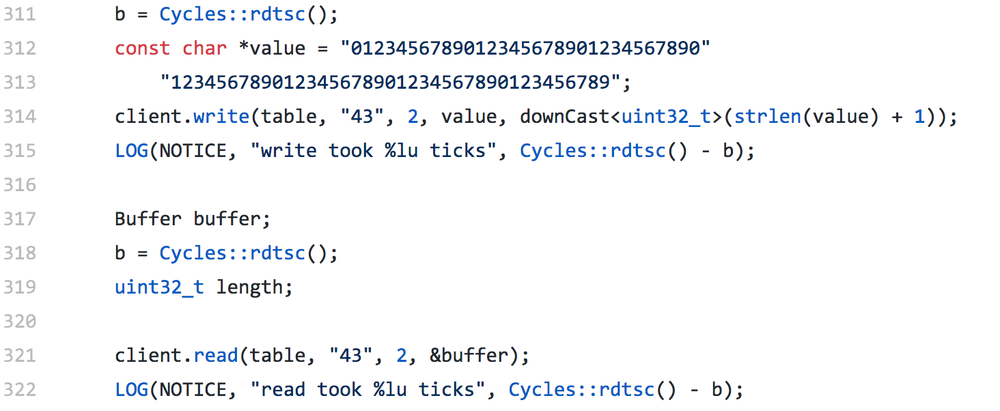 311 b = Cycles::rdtsc();
312 const char *value = "0123456789012345678901234567890"
313 "123456789012345678901234567890123456789";
314 client.write(table, "43", 2, value, downCast<uint32_t>(strlen(value) + 1));
315 LOG(NOTICE, "write took %lu ticks", Cycles::rdtsc() - b);
316
317 Buffer buffer;
318 b = Cycles::rdtsc();
319 uint32_t length;
320
321 client.read(table, "43", 2, &buffer);
322 LOG(NOTICE, "read took %lu ticks", Cycles::rdtsc() - b);